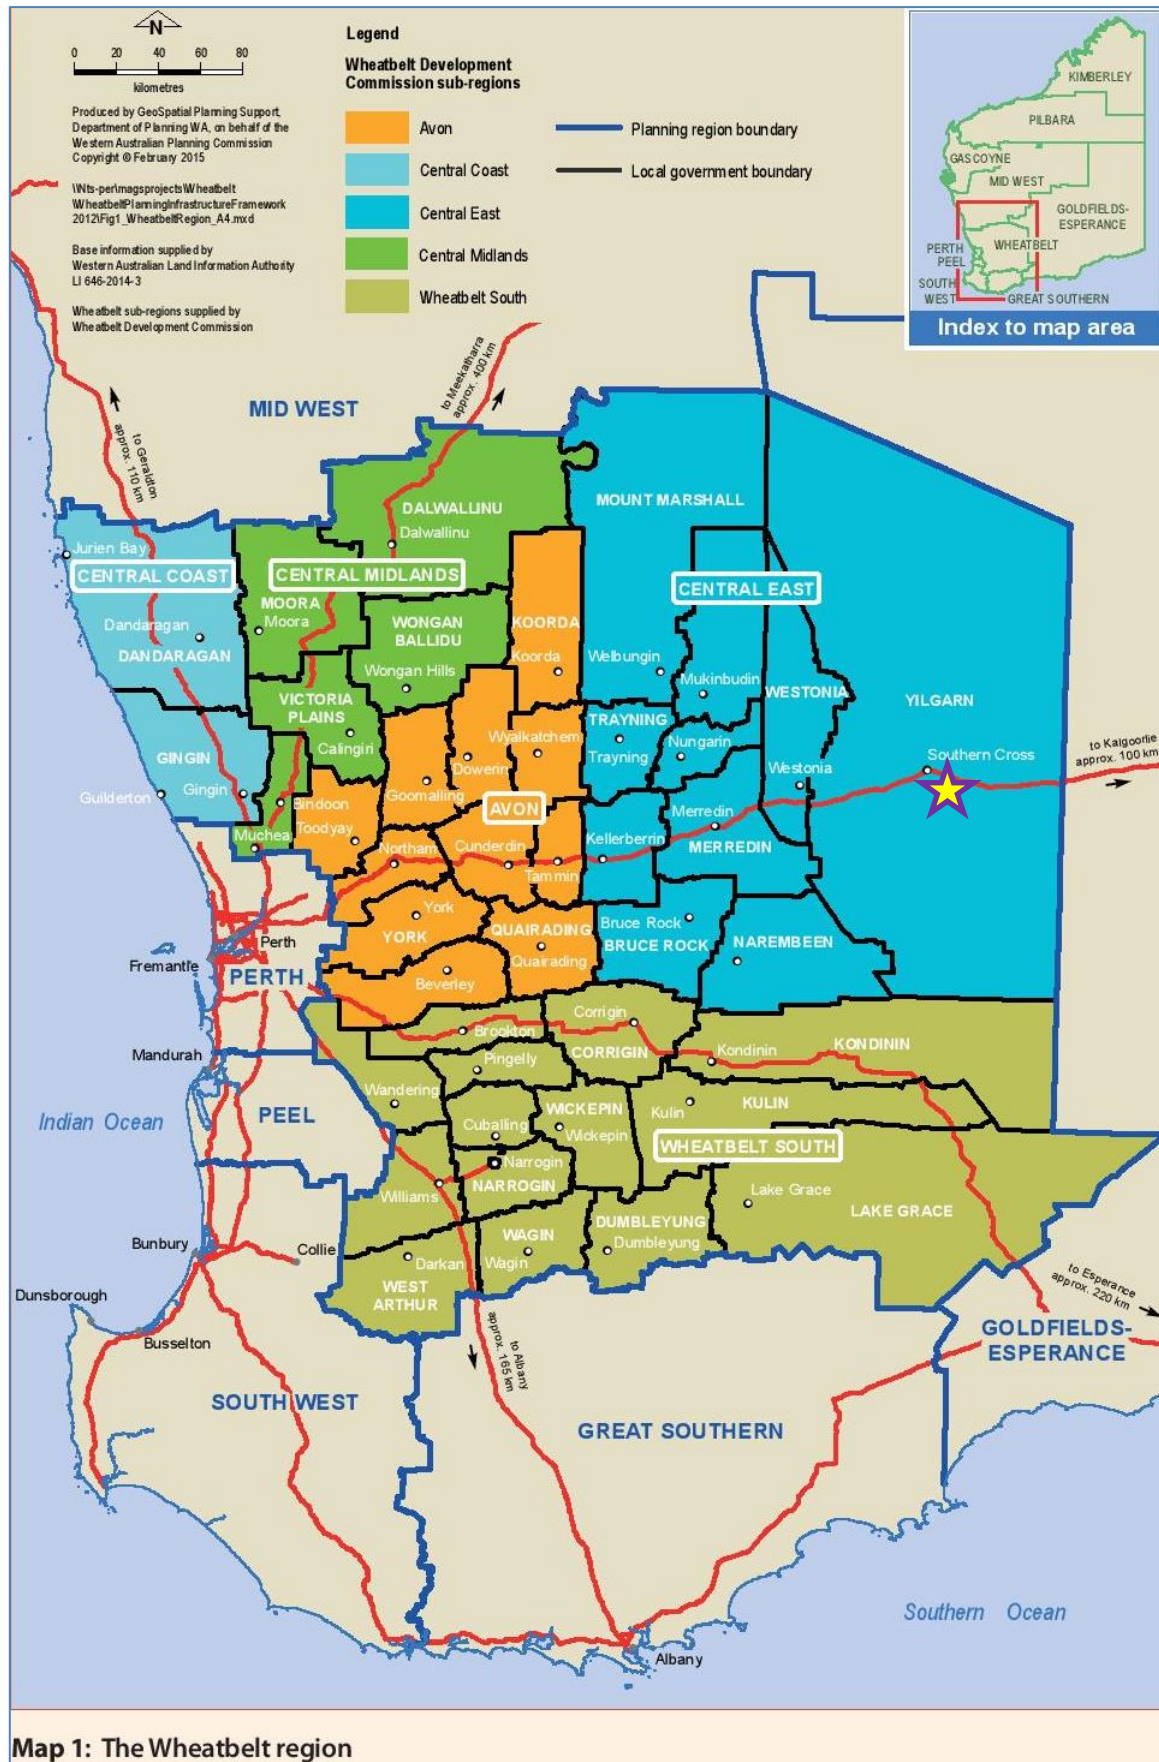 N
0 20 40 60 80
kilometres
Produced by GeoSpatial Planning Support,
Department of Planning WA, on behalf of the
Western Australian Planning Commission
Copyright © February 2015
\\Nts-per\magsprojects\Wheatbelt
\WheatbeltPlanningInfrastructureFramework
2012\Fig1_WheatbeltRegion_A4.mxd
Base information supplied by
Western Australian Land Information Authority
LI 646-2014-3
Wheatbelt sub-regions supplied by
Wheatbelt Development Commission
Legend
Wheatbelt Development
Commission sub-regions
Avon
Central Coast
Central East
Central Midlands
Wheatbelt South
Planning region boundary
Local government boundary
KIMBERLEY
PILBARA
GASCOYNE
MID WEST
GOLDFIELDS-
ESPERANCE
WHEATBELT
PERTH
PEEL
SOUTH
WEST
GREAT SOUTHERN
Index to map area
to Meekatharra
approx. 400 km
MID WEST
to Geraldton
approx. 110 km
MOUNT MARSHALL
DALWALLINU
Dalwallinu
Jurien Bay
CENTRAL COAST
CENTRAL MIDLANDS
CENTRAL EAST
MOORA
Moora
WONGAN
BALLIDU
KOORDA
Dandaragan
DANDARAGAN
Koorda
Welbungin
Wongan Hills
Mukinbudin
WESTONIA
YILGARN
VICTORIA
PLAINS
Calingiri
TRAYNING
Trayning
Wyalkatchem
Nungarin
to Kalgoorlie
approx. 100 km
GINGIN
Gingin
Dowerin
Southern Cross
Westonia
Guilderton
Goomalling
Bindoon
AVON
Toodyay
Merredin
MERREDIN
Muchea
Northam
Cunderdin
Kellerberrin
Tammin
York
YORK
QUAIRADING
Quairading
Bruce Rock
BRUCE ROCK
NAREMBEEN
Perth
Fremantle
PERTH
Beverley
Corrigin
CORRIGIN
Brookton
KONDININ
Kondinin
Mandurah
Pingelly
PEEL
Wandering
WICKEPIN
Wickepin
Kulin
KULIN
Indian Ocean
Cuballing
WHEATBELT SOUTH
Narrogin
NARROGIN
Williams
Lake Grace
LAKE GRACE
DUMBLEYUNG
Dumbleyung
WAGIN
Wagin
Bunbury
Collie
Darkan
WEST
ARTHUR
to Esperance
approx. 220 km
Dunsborough
Busselton
to Albany
approx. 165 km
GOLDFIELDS-
ESPERANCE
SOUTH WEST
GREAT SOUTHERN
Southern Ocean
Albany
Map 1: The Wheatbelt region